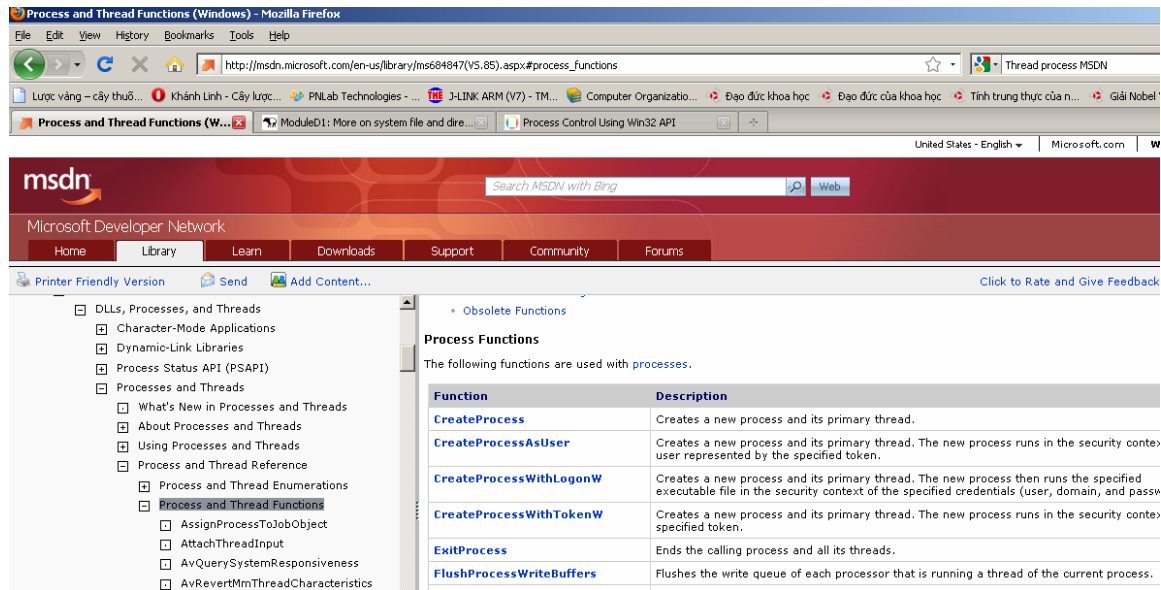 Process and Thread Functions (Windows) - Mozilla Firefox
File Edit View History Bookmarks Tools Help
http://msdn.microsoft.com/en-us/library/ms684847(VS.85).aspx#process_functions Thread process MSDN
Lược vàng – cây thuố... Khánh Linh - Cây lược... PNLab Technologies - ... THE J-LINK ARM (V7) - TM... Computer Organizatio... Đạo đức khoa học Đạo đức của khoa học Tính trung thực của n... Giải Nobel
Process and Thread Functions (W... ModuleD1: More on system file and dire... Process Control Using Win32 API
United States - English Microsoft.com W
msdn Search MSDN with Bing Web
Microsoft Developer Network
Home Library Learn Downloads Support Community Forums
Printer Friendly Version Send Add Content... Click to Rate and Give Feedback
DLLs, Processes, and Threads
Character-Mode Applications
Dynamic-Link Libraries
Process Status API (PSAPI)
Processes and Threads
What's New in Processes and Threads
About Processes and Threads
Using Processes and Threads
Process and Thread Reference
Process and Thread Enumerations
Process and Thread Functions
AssignProcessToJobObject
AttachThreadInput
AvQuerySystemResponsiveness
AvRevertMmThreadCharacteristics
• Obsolete Functions
Process Functions
The following functions are used with processes.
Function Description
CreateProcess Creates a new process and its primary thread.
CreateProcessAsUser Creates a new process and its primary thread. The new process runs in the security contex
user represented by the specified token.
CreateProcessWithLogonW Creates a new process and its primary thread. The new process then runs the specified
executable file in the security context of the specified credentials (user, domain, and passw
CreateProcessWithTokenW Creates a new process and its primary thread. The new process runs in the security contex
specified token.
ExitProcess Ends the calling process and all its threads.
FlushProcessWriteBuffers Flushes the write queue of each processor that is running a thread of the current process.